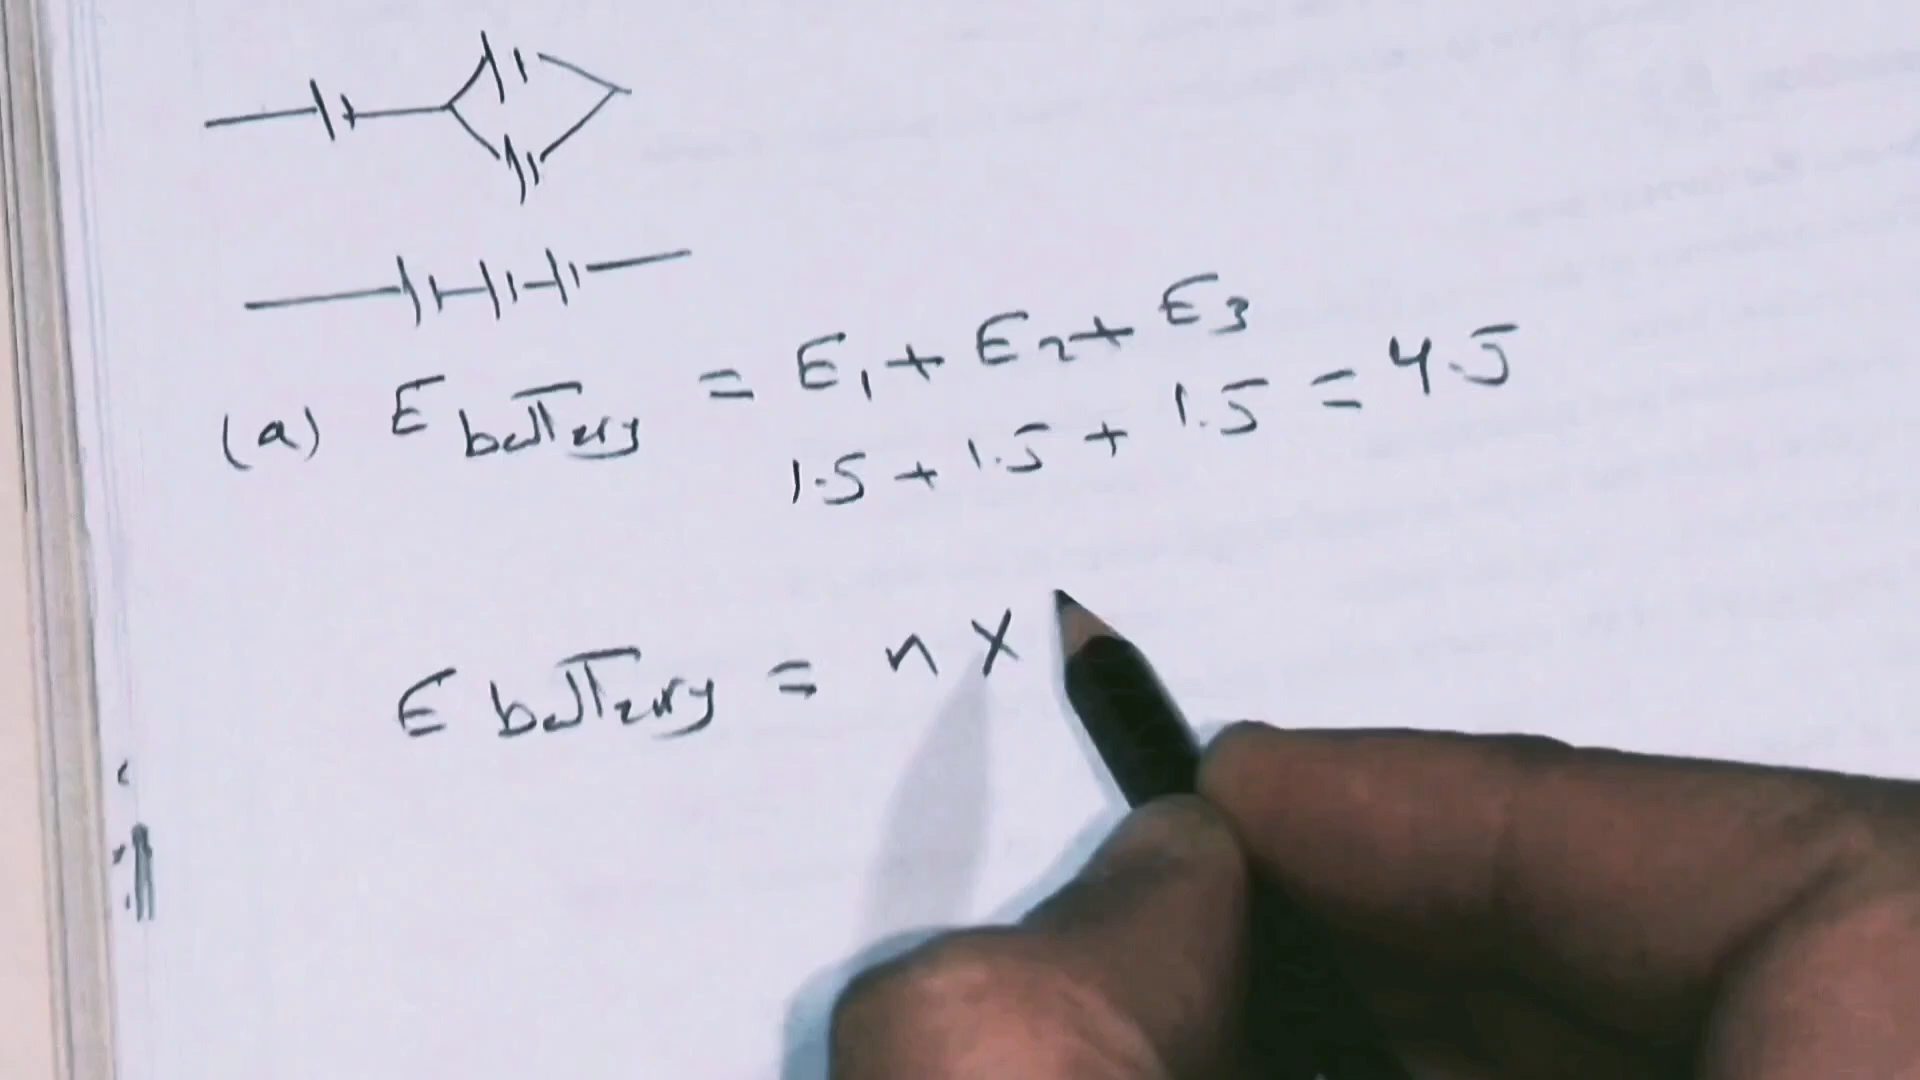 (a) E battery = E1 + E2 + E3
1.5 + 1.5 + 1.5 = 4.5
E battery = n X